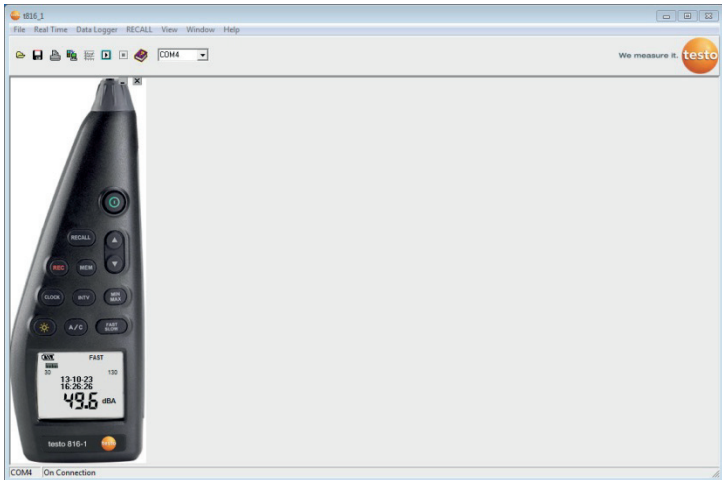 t816_1
File Real Time Data Logger RECALL View Window Help
COM4
We measure it. testo
RECALL
REC MEM
CLOCK INTV MIN MAX
A/C FAST SLOW
FAST
30 130
13-10-23
16:26:26
49.6 dBA
testo 816-1
COM4 On Connection